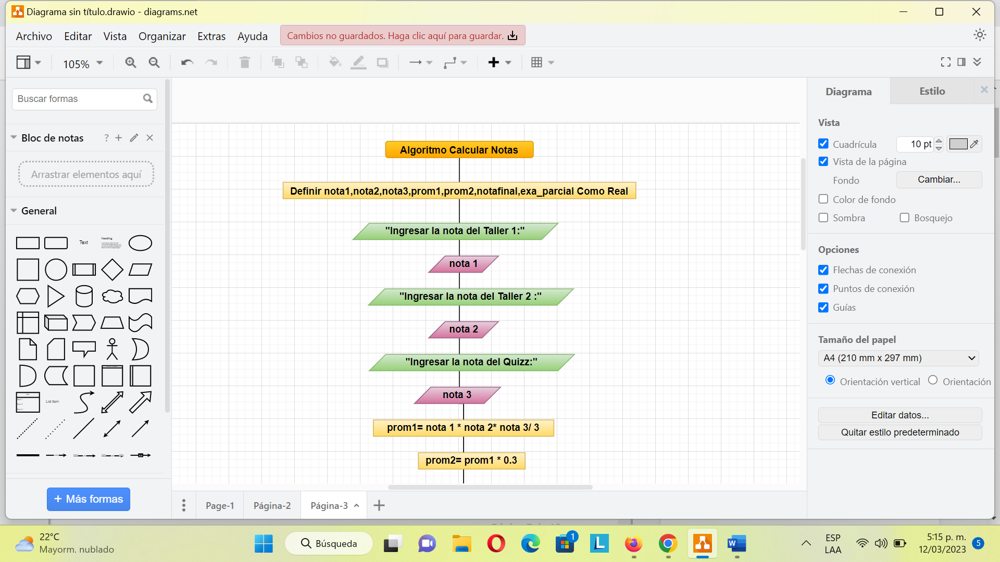 Diagrama sin título.drawio - diagrams.net
Archivo Editar Vista Organizar Extras Ayuda Cambios no guardados. Haga clic aquí para guardar.
105%
Buscar formas
Bloc de notas ?
Arrastrar elementos aquí
General
Text Heading
List
List Item
+ Más formas
Algoritmo Calcular Notas
Definir nota1,nota2,nota3,prom1,prom2,notafinal,exa_parcial Como Real
"Ingresar la nota del Taller 1:"
nota 1
"Ingresar la nota del Taller 2 :"
nota 2
"Ingresar la nota del Quizz:"
nota 3
prom1= nota 1 * nota 2* nota 3/ 3
prom2= prom1 * 0.3
Page-1 Página-2 Página-3
Diagrama Estilo
Vista
Cuadrícula 10 pt
Vista de la página
Fondo Cambiar...
Color de fondo
Sombra Bosquejo
Opciones
Flechas de conexión
Puntos de conexión
Guías
Tamaño del papel
A4 (210 mm x 297 mm)
Orientación vertical Orientación
Editar datos...
Quitar estilo predeterminado
22°C
Mayorm. nublado
Búsqueda
1
L
W
ESP
LAA
5:15 p. m.
12/03/2023
5